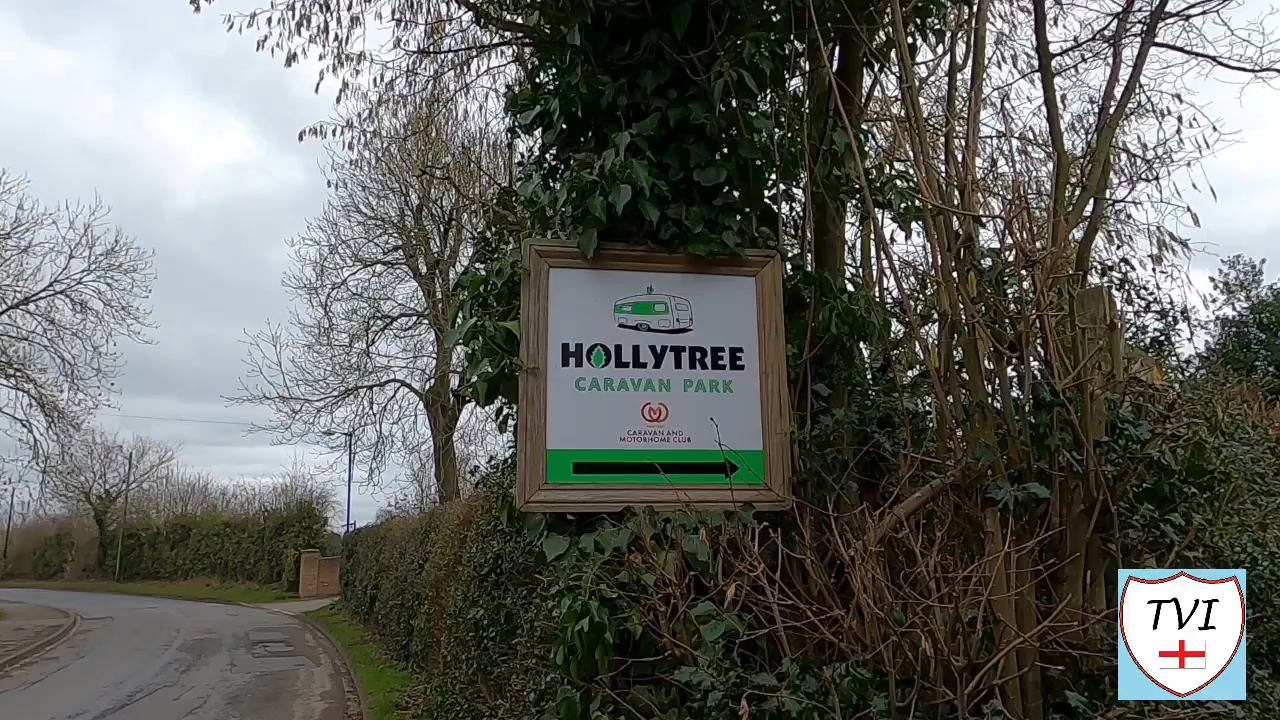 HOLLYTREE
CARAVAN PARK
CARAVAN AND
MOTORHOME CLUB
TVI